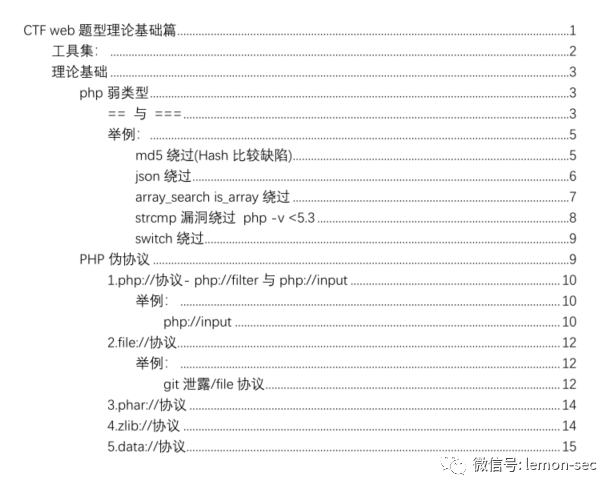 CTF web 题型理论基础篇 1
工具集： 2
理论基础 3
php 弱类型 3
== 与 === 3
举例： 5
md5 绕过(Hash 比较缺陷) 5
json 绕过 6
array_search is_array 绕过 7
strcmp 漏洞绕过 php -v <5.3 8
switch 绕过 9
PHP 伪协议 9
1.php://协议- php://filter 与 php://input 10
举例： 10
php://input 10
2.file://协议 12
举例： 12
git 泄露/file 协议 12
3.phar://协议 14
4.zlib://协议 14
5.data://协议 15
微信号: lemon-sec